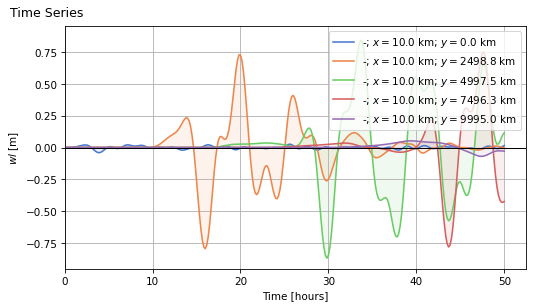 Time Series
0.75
0.50
0.25
0.00
−0.25
−0.50
−0.75
wl [m]
0
10
20
30
40
50
Time [hours]
-; x = 10.0 km; y = 0.0 km
-; x = 10.0 km; y = 2498.8 km
-; x = 10.0 km; y = 4997.5 km
-; x = 10.0 km; y = 7496.3 km
-; x = 10.0 km; y = 9995.0 km